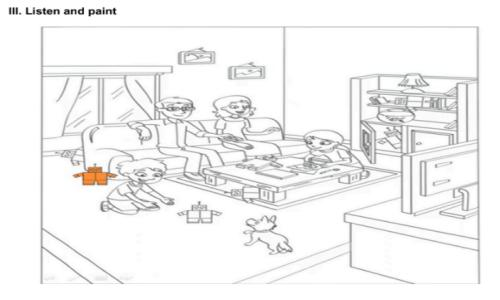 III. Listen and paint